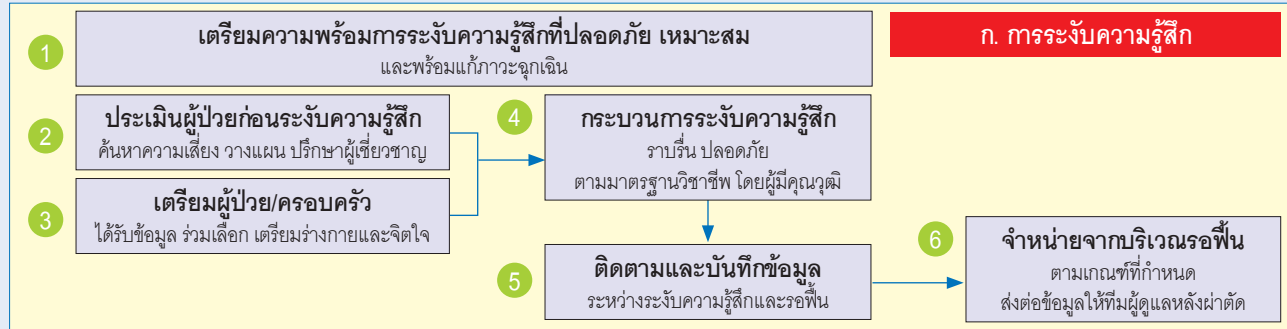 ก. การระงับความรู้สึก
1
เตรียมความพร้อมการระงับความรู้สึกที่ปลอดภัย เหมาะสม
และพร้อมแก้ภาวะฉุกเฉิน
2
ประเมินผู้ป่วยก่อนระงับความรู้สึก
ค้นหาความเสี่ยง วางแผน ปรึกษาผู้เชี่ยวชาญ
3
เตรียมผู้ป่วย/ครอบครัว
ได้รับข้อมูล ร่วมเลือก เตรียมร่างกายและจิตใจ
4
กระบวนการระงับความรู้สึก
ราบรื่น ปลอดภัย
ตามมาตรฐานวิชาชีพ โดยผู้มีคุณวุฒิ
5
ติดตามและบันทึกข้อมูล
ระหว่างระงับความรู้สึกและรอฟื้น
6
จำหน่ายจากบริเวณรอฟื้น
ตามเกณฑ์ที่กำหนด
ส่งต่อข้อมูลให้ทีมผู้ดูแลหลังผ่าตัด